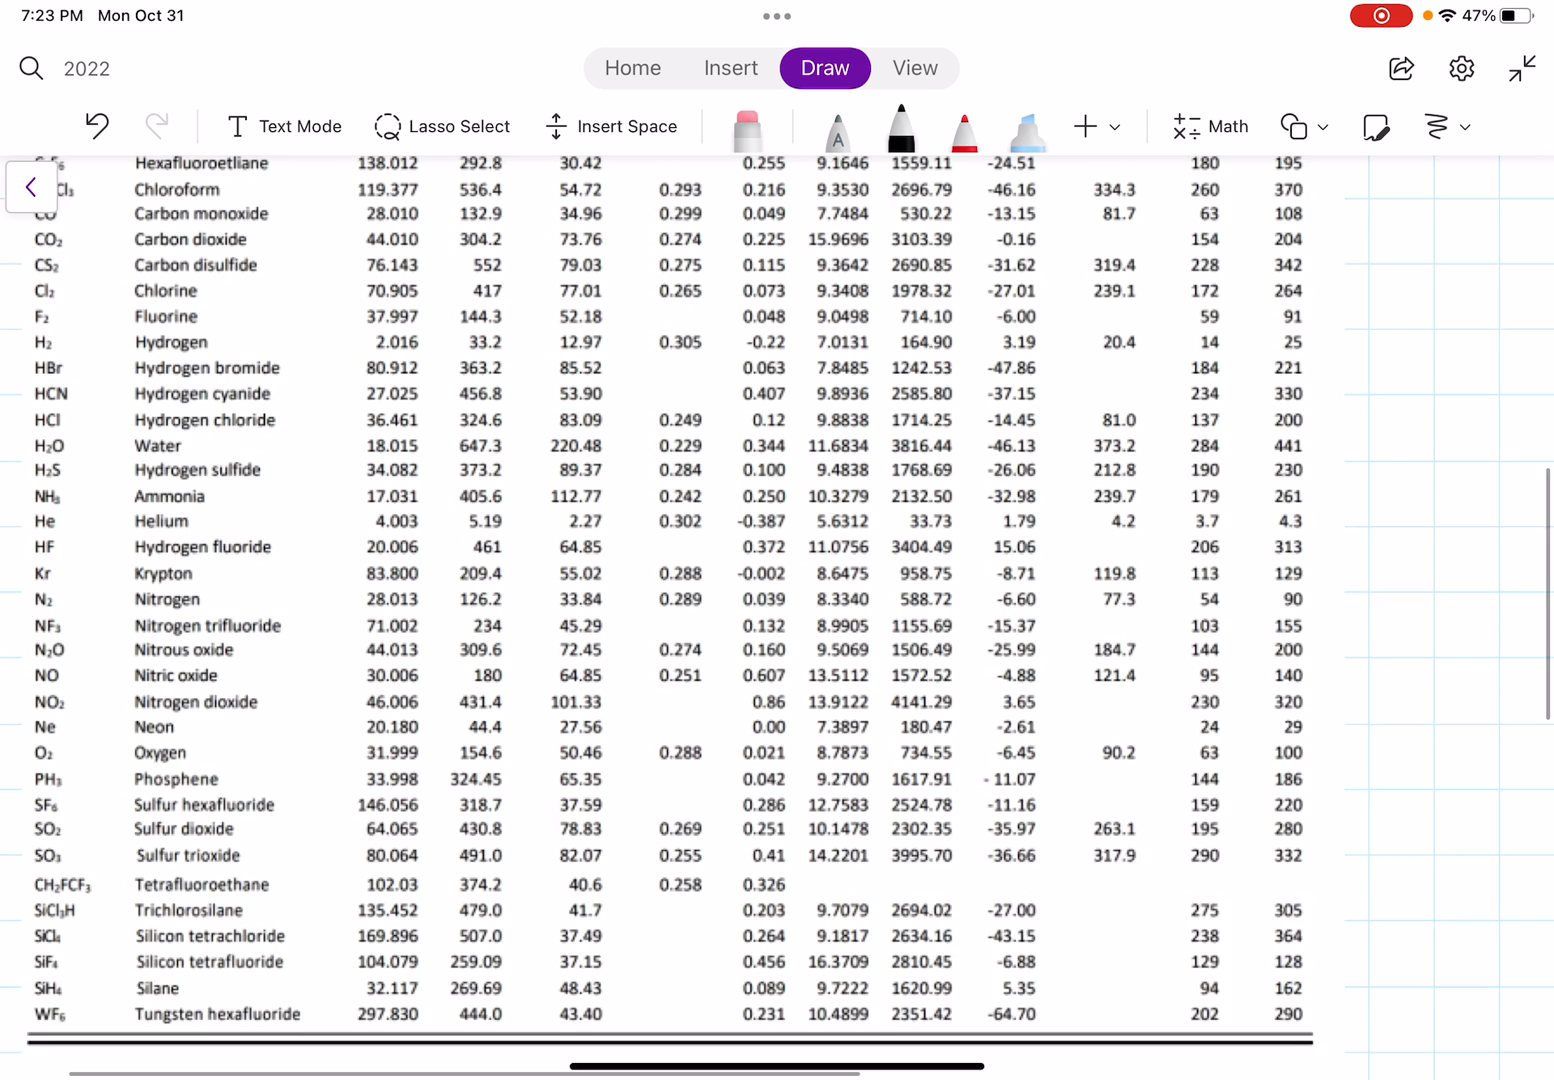 7:23 PM Mon Oct 31 47%
2022 Home Insert Draw View
Text Mode Lasso Select Insert Space A Math
Hexafluoroetliane 138.012 292.8 30.42 0.255 9.1646 1559.11 -24.51 180 195
Cl₃ Chloroform 119.377 536.4 54.72 0.293 0.216 9.3530 2696.79 -46.16 334.3 260 370
CO Carbon monoxide 28.010 132.9 34.96 0.299 0.049 7.7484 530.22 -13.15 81.7 63 108
CO₂ Carbon dioxide 44.010 304.2 73.76 0.274 0.225 15.9696 3103.39 -0.16 154 204
CS₂ Carbon disulfide 76.143 552 79.03 0.275 0.115 9.3642 2690.85 -31.62 319.4 228 342
Cl₂ Chlorine 70.905 417 77.01 0.265 0.073 9.3408 1978.32 -27.01 239.1 172 264
F₂ Fluorine 37.997 144.3 52.18 0.048 9.0498 714.10 -6.00 59 91
H₂ Hydrogen 2.016 33.2 12.97 0.305 -0.22 7.0131 164.90 3.19 20.4 14 25
HBr Hydrogen bromide 80.912 363.2 85.52 0.063 7.8485 1242.53 -47.86 184 221
HCN Hydrogen cyanide 27.025 456.8 53.90 0.407 9.8936 2585.80 -37.15 234 330
HCl Hydrogen chloride 36.461 324.6 83.09 0.249 0.12 9.8838 1714.25 -14.45 81.0 137 200
H₂O Water 18.015 647.3 220.48 0.229 0.344 11.6834 3816.44 -46.13 373.2 284 441
H₂S Hydrogen sulfide 34.082 373.2 89.37 0.284 0.100 9.4838 1768.69 -26.06 212.8 190 230
NH₃ Ammonia 17.031 405.6 112.77 0.242 0.250 10.3279 2132.50 -32.98 239.7 179 261
He Helium 4.003 5.19 2.27 0.302 -0.387 5.6312 33.73 1.79 4.2 3.7 4.3
HF Hydrogen fluoride 20.006 461 64.85 0.372 11.0756 3404.49 15.06 206 313
Kr Krypton 83.800 209.4 55.02 0.288 -0.002 8.6475 958.75 -8.71 119.8 113 129
N₂ Nitrogen 28.013 126.2 33.84 0.289 0.039 8.3340 588.72 -6.60 77.3 54 90
NF₃ Nitrogen trifluoride 71.002 234 45.29 0.132 8.9905 1155.69 -15.37 103 155
N₂O Nitrous oxide 44.013 309.6 72.45 0.274 0.160 9.5069 1506.49 -25.99 184.7 144 200
NO Nitric oxide 30.006 180 64.85 0.251 0.607 13.5112 1572.52 -4.88 121.4 95 140
NO₂ Nitrogen dioxide 46.006 431.4 101.33 0.86 13.9122 4141.29 3.65 230 320
Ne Neon 20.180 44.4 27.56 0.00 7.3897 180.47 -2.61 24 29
O₂ Oxygen 31.999 154.6 50.46 0.288 0.021 8.7873 734.55 -6.45 90.2 63 100
PH₃ Phosphene 33.998 324.45 65.35 0.042 9.2700 1617.91 - 11.07 144 186
SF₆ Sulfur hexafluoride 146.056 318.7 37.59 0.286 12.7583 2524.78 -11.16 159 220
SO₂ Sulfur dioxide 64.065 430.8 78.83 0.269 0.251 10.1478 2302.35 -35.97 263.1 195 280
SO₃ Sulfur trioxide 80.064 491.0 82.07 0.255 0.41 14.2201 3995.70 -36.66 317.9 290 332
CH₂FCF₃ Tetrafluoroethane 102.03 374.2 40.6 0.258 0.326
SiCl₃H Trichlorosilane 135.452 479.0 41.7 0.203 9.7079 2694.02 -27.00 275 305
SiCl₄ Silicon tetrachloride 169.896 507.0 37.49 0.264 9.1817 2634.16 -43.15 238 364
SiF₄ Silicon tetrafluoride 104.079 259.09 37.15 0.456 16.3709 2810.45 -6.88 129 128
SiH₄ Silane 32.117 269.69 48.43 0.089 9.7222 1620.99 5.35 94 162
WF₆ Tungsten hexafluoride 297.830 444.0 43.40 0.231 10.4899 2351.42 -64.70 202 290